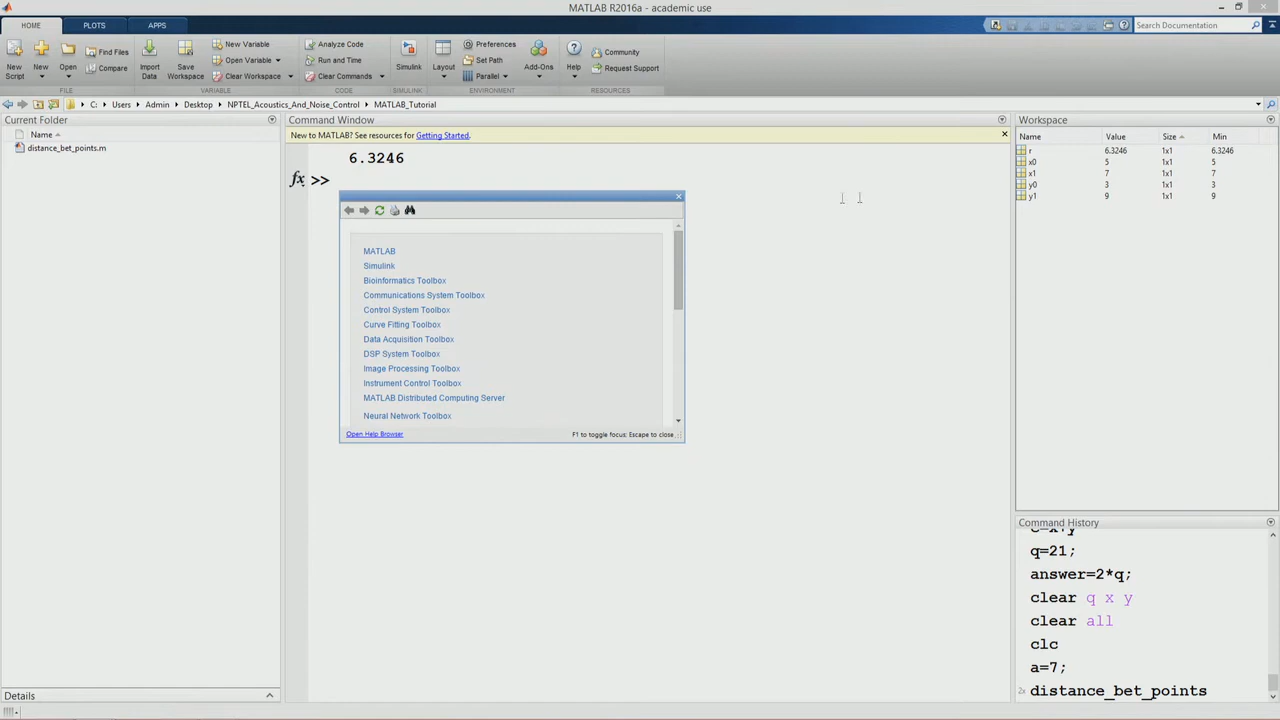 MATLAB R2016a - academic use
HOME
PLOTS
APPS
Search Documentation
New Script
New
Open
Find Files
Compare
Import Data
Save Workspace
New Variable
Open Variable
Clear Workspace
Analyze Code
Run and Time
Clear Commands
Simulink
Layout
Preferences
Set Path
Parallel
Add-Ons
Help
Community
Request Support
FILE
VARIABLE
CODE
SIMULINK
ENVIRONMENT
RESOURCES
C: Users Admin Desktop NPTEL_Acoustics_And_Noise_Control MATLAB_Tutorial
Current Folder
Name
distance_bet_points.m
Details
Command Window
New to MATLAB? See resources for Getting Started.
6.3246
fx >>
MATLAB
Simulink
Bioinformatics Toolbox
Communications System Toolbox
Control System Toolbox
Curve Fitting Toolbox
Data Acquisition Toolbox
DSP System Toolbox
Image Processing Toolbox
Instrument Control Toolbox
MATLAB Distributed Computing Server
Neural Network Toolbox
Open Help Browser
F1 to toggle focus; Escape to close
Workspace
Name Value Size Min
r 6.3246 1x1 6.3246
x0 5 1x1 5
x1 7 1x1 7
y0 3 1x1 3
y1 9 1x1 9
Command History
q=21;
answer=2*q;
clear q x y
clear all
clc
a=7;
2x distance_bet_points